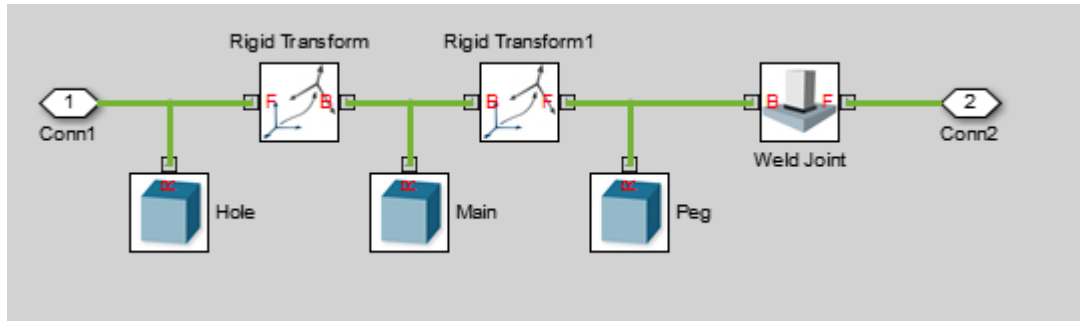 Rigid Transform
Rigid Transform1
1
F
B
B
F
B
F
2
Conn1
Conn2
Weld Joint
R
R
R
Hole
Main
Peg